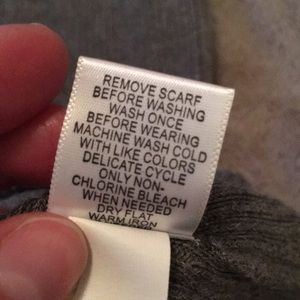 REMOVE SCARF
BEFORE WASHING
WASH ONCE
BEFORE WEARING
MACHINE WASH COLD
WITH LIKE COLORS
DELICATE CYCLE
ONLY NON-
CHLORINE BLEACH
WHEN NEEDED
DRY FLAT
WARM IRON